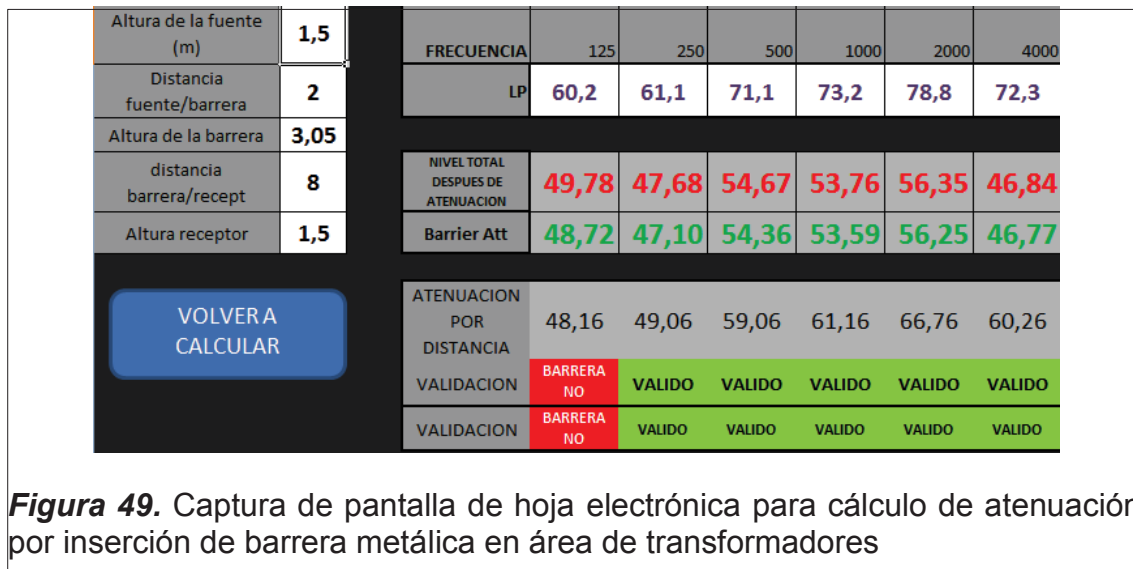 Altura de la fuente
(m)
1,5
Distancia
fuente/barrera
2
Altura de la barrera
3,05
distancia
barrera/recept
8
Altura receptor
1,5
VOLVER A
CALCULAR
FRECUENCIA 125 250 500 1000 2000 4000
LP 60,2 61,1 71,1 73,2 78,8 72,3
NIVEL TOTAL
DESPUES DE
ATENUACION
49,78 47,68 54,67 53,76 56,35 46,84
Barrier Att 48,72 47,10 54,36 53,59 56,25 46,77
ATENUACION
POR
DISTANCIA
48,16 49,06 59,06 61,16 66,76 60,26
VALIDACION
BARRERA
NO
VALIDO VALIDO VALIDO VALIDO VALIDO
VALIDACION
BARRERA
NO
VALIDO VALIDO VALIDO VALIDO VALIDO
Figura 49. Captura de pantalla de hoja electrónica para cálculo de atenuación
por inserción de barrera metálica en área de transformadores